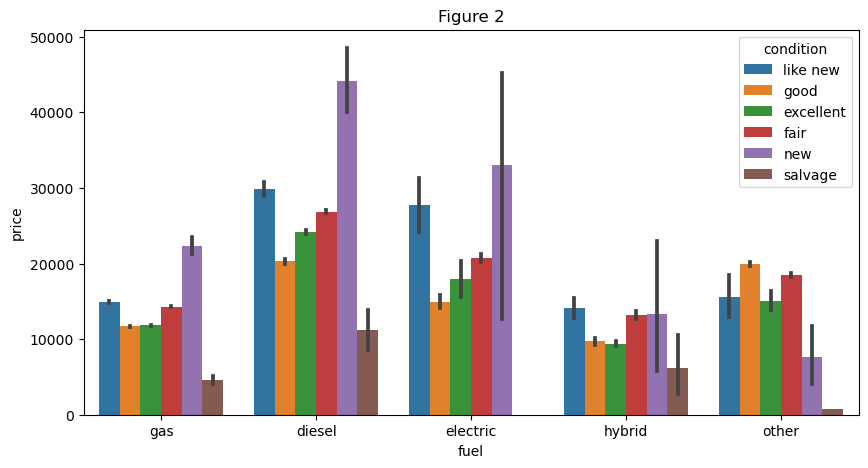 Figure 2
50000
40000
30000
20000
10000
0
price
condition
like new
good
excellent
fair
new
salvage
gas
diesel
electric
hybrid
other
fuel